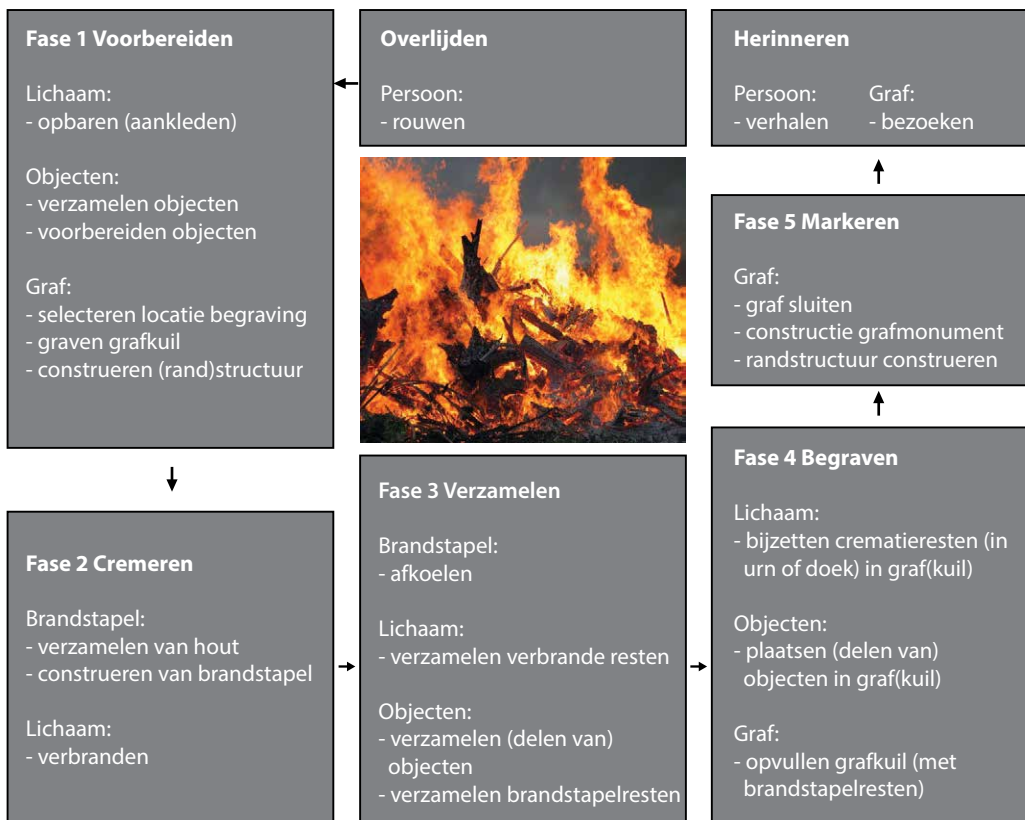 Overlijden
Persoon:
- rouwen
Fase 1 Voorbereiden
Lichaam:
- opbaren (aankleden)
Objecten:
- verzamelen objecten
- voorbereiden objecten
Graf:
- selecteren locatie begraving
- graven grafkuil
- construeren (rand)structuur
Fase 2 Cremeren
Brandstapel:
- verzamelen van hout
- construeren van brandstapel
Lichaam:
- verbranden
Fase 3 Verzamelen
Brandstapel:
- afkoelen
Lichaam:
- verzamelen verbrande resten
Objecten:
- verzamelen (delen van)
objecten
- verzamelen brandstapelresten
Fase 4 Begraven
Lichaam:
- bijzetten crematieresten (in
urn of doek) in graf(kuil)
Objecten:
- plaatsen (delen van)
objecten in graf(kuil)
Graf:
- opvullen grafkuil (met
brandstapelresten)
Fase 5 Markeren
Graf:
- graf sluiten
- constructie grafmonument
- randstructuur construeren
Herinneren
Persoon:
- verhalen
Graf:
- bezoeken